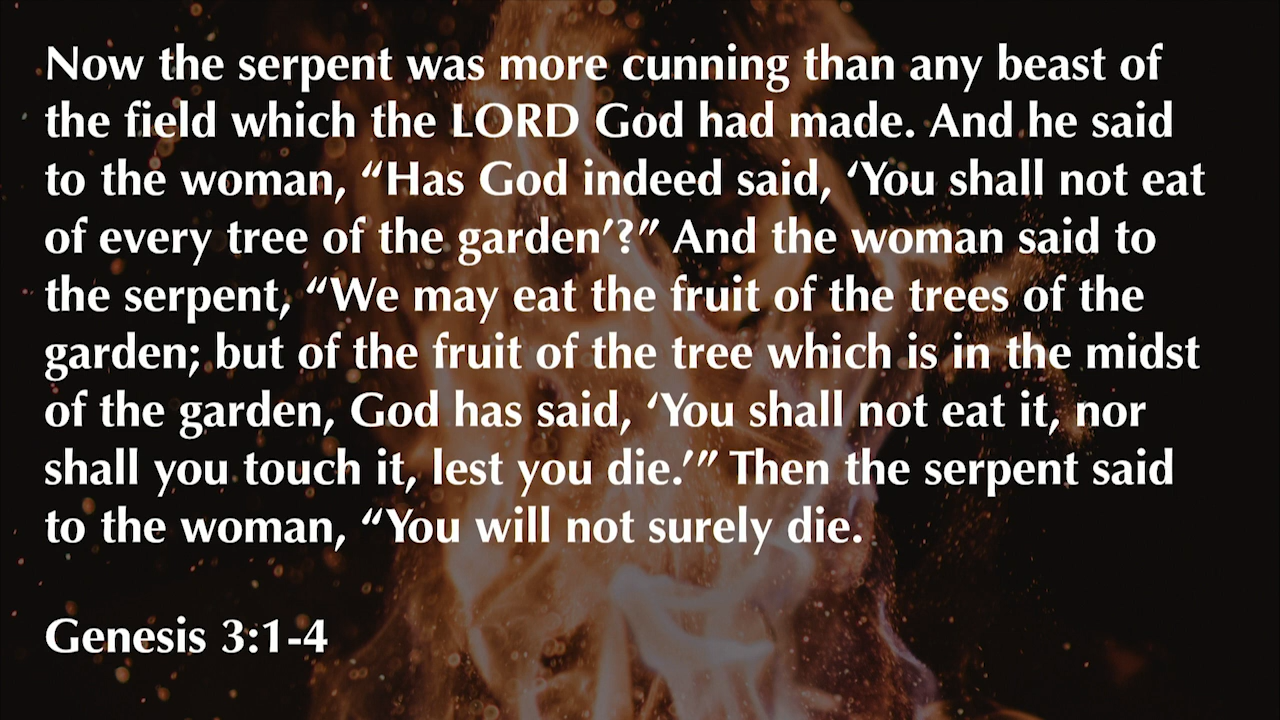 Now the serpent was more cunning than any beast of
the field which the LORD God had made. And he said
to the woman, “Has God indeed said, ‘You shall not eat
of every tree of the garden’?” And the woman said to
the serpent, “We may eat the fruit of the trees of the
garden; but of the fruit of the tree which is in the midst
of the garden, God has said, ‘You shall not eat it, nor
shall you touch it, lest you die.’” Then the serpent said
to the woman, “You will not surely die.
Genesis 3:1-4